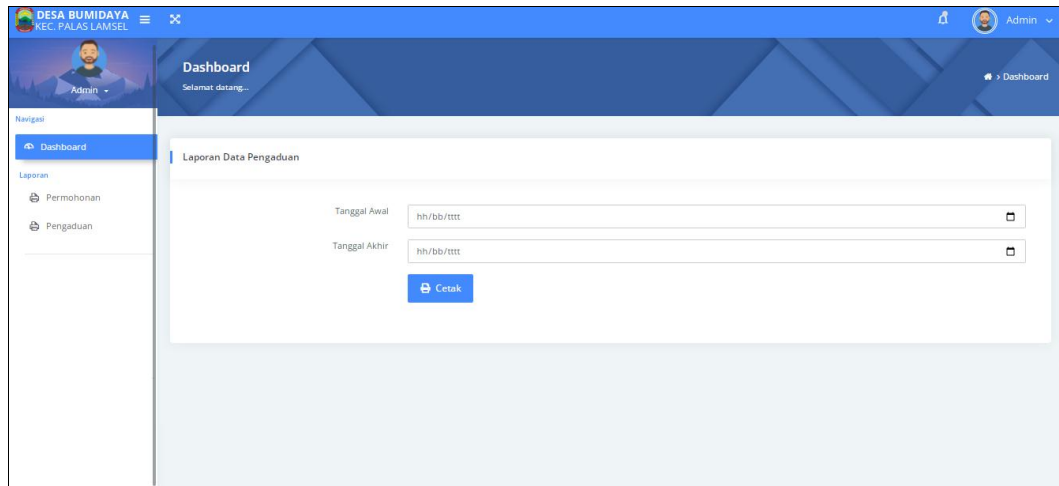 DESA BUMIDAYA
KEC. PALAS LAMSEL
Admin
Admin
Dashboard
Selamat datang...
> Dashboard
Navigasi
Dashboard
Laporan
Permohonan
Pengaduan
Laporan Data Pengaduan
Tanggal Awal
hh/bb/tttt
Tanggal Akhir
hh/bb/tttt
Cetak